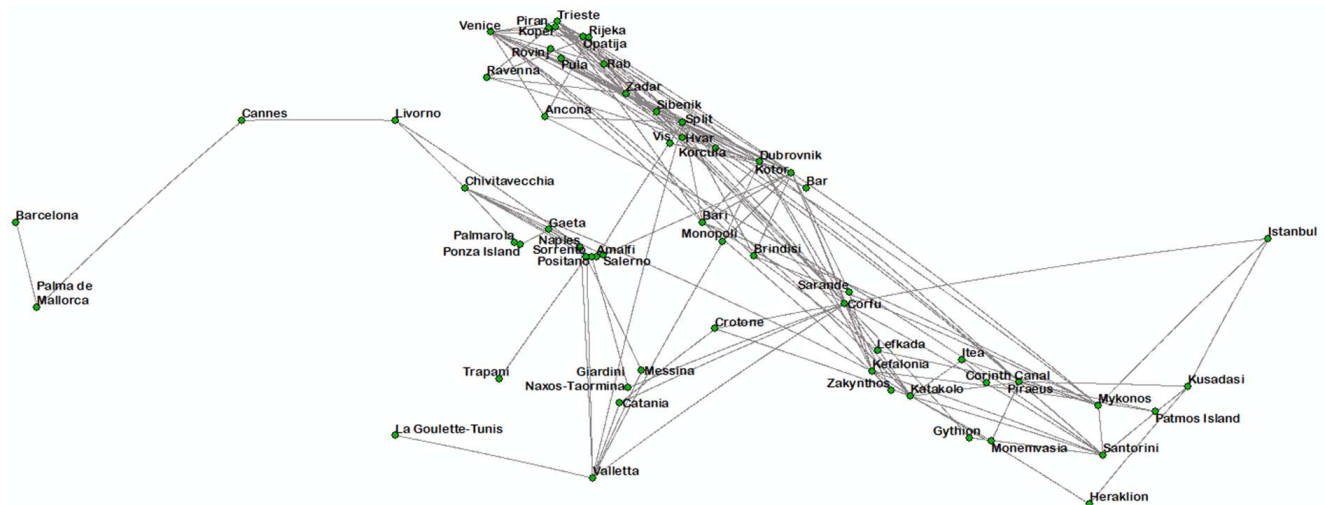 Trieste
Piran
Venice
Koper
Rijeka
Opatija
Rovinj
Pula
Rab
Ravenna
Zadar
Sibenik
Ancona
Split
Cannes
Livorno
Vis
Hvar
Korcula
Dubrovnik
Kotor
Bar
Chivitavecchia
Barcelona
Gaeta
Bari
Palmarola
Monopoli
Istanbul
Naples
Ponza Island
Sorrento
Amalfi
Brindisi
Positano
Salerno
Palma de
Mallorca
Sarande
Corfu
Crotone
Lefkada
Itea
Kefalonia
Trapani
Giardini
Messina
Corinth Canal
Naxos-Taormina
Zakynthos
Katakolo
Piraeus
Kusadasi
Catania
Mykonos
Patmos Island
La Goulette-Tunis
Gythion
Monemvasia
Santorini
Valletta
Heraklion